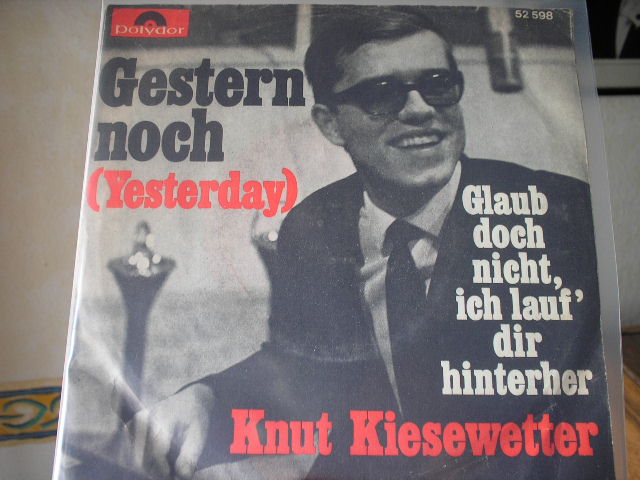 Polydor
52 598
Gestern
noch
(Yesterday)
Glaub
doch
nicht,
ich lauf'
dir
hinterher
Knut Kiesewetter